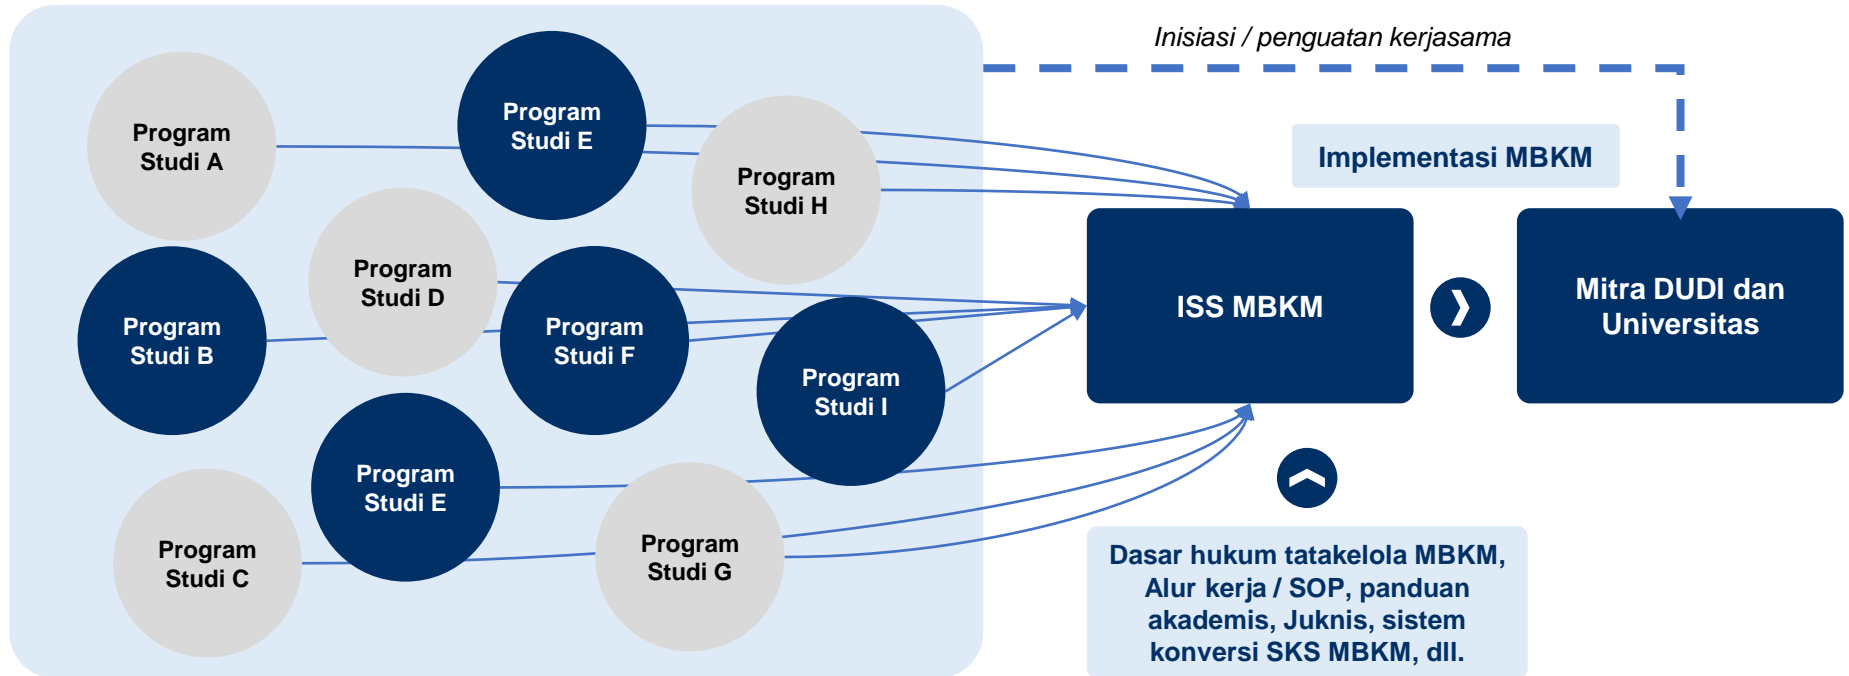 Inisiasi / penguatan kerjasama
Program
Studi A
Program
Studi E
Program
Studi H
Program
Studi D
Program
Studi B
Program
Studi F
Program
Studi I
Program
Studi E
Program
Studi C
Program
Studi G
Implementasi MBKM
ISS MBKM
Mitra DUDI dan
Universitas
Dasar hukum tatakelola MBKM,
Alur kerja / SOP, panduan
akademis, Juknis, sistem
konversi SKS MBKM, dll.